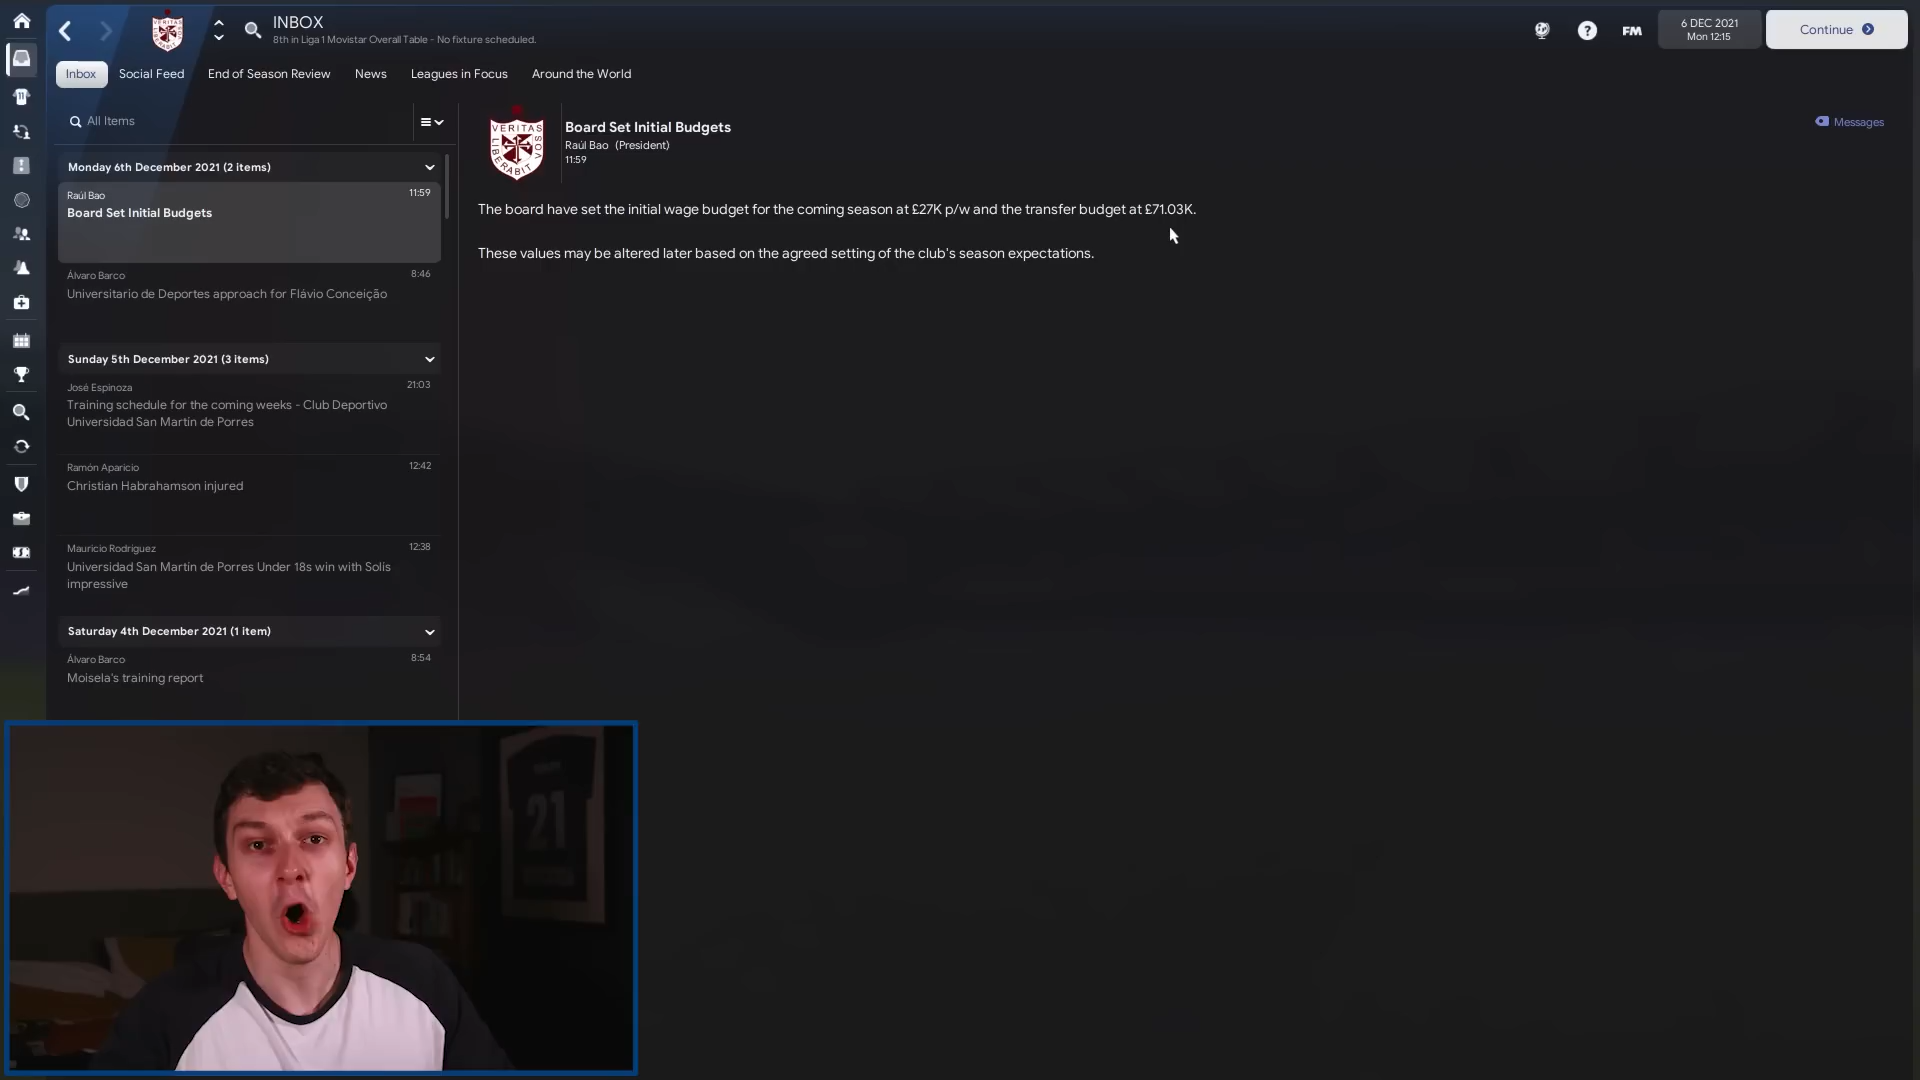 INBOX
8th in Liga 1 Movistar Overall Table - No fixture scheduled.
FM
6 DEC 2021
Mon 12:15
Continue
Inbox
Social Feed
End of Season Review
News
Leagues in Focus
Around the World
All Items
Monday 6th December 2021 (2 items)
Raúl Bao
11:59
Board Set Initial Budgets
Álvaro Barco
8:46
Universitario de Deportes approach for Flávio Conceição
Sunday 5th December 2021 (3 items)
José Espinoza
21:03
Training schedule for the coming weeks - Club Deportivo
Universidad San Martín de Porres
Ramón Aparicio
12:42
Christian Habrahamson injured
Mauricio Rodríguez
12:38
Universidad San Martín de Porres Under 18s win with Solís
impressive
Saturday 4th December 2021 (1 item)
Álvaro Barco
8:54
Moisela's training report
VERITAS
LIBERABIT
VOS
Board Set Initial Budgets
Raúl Bao (President)
11:59
Messages
The board have set the initial wage budget for the coming season at £27K p/w and the transfer budget at £71.03K.
These values may be altered later based on the agreed setting of the club's season expectations.
21